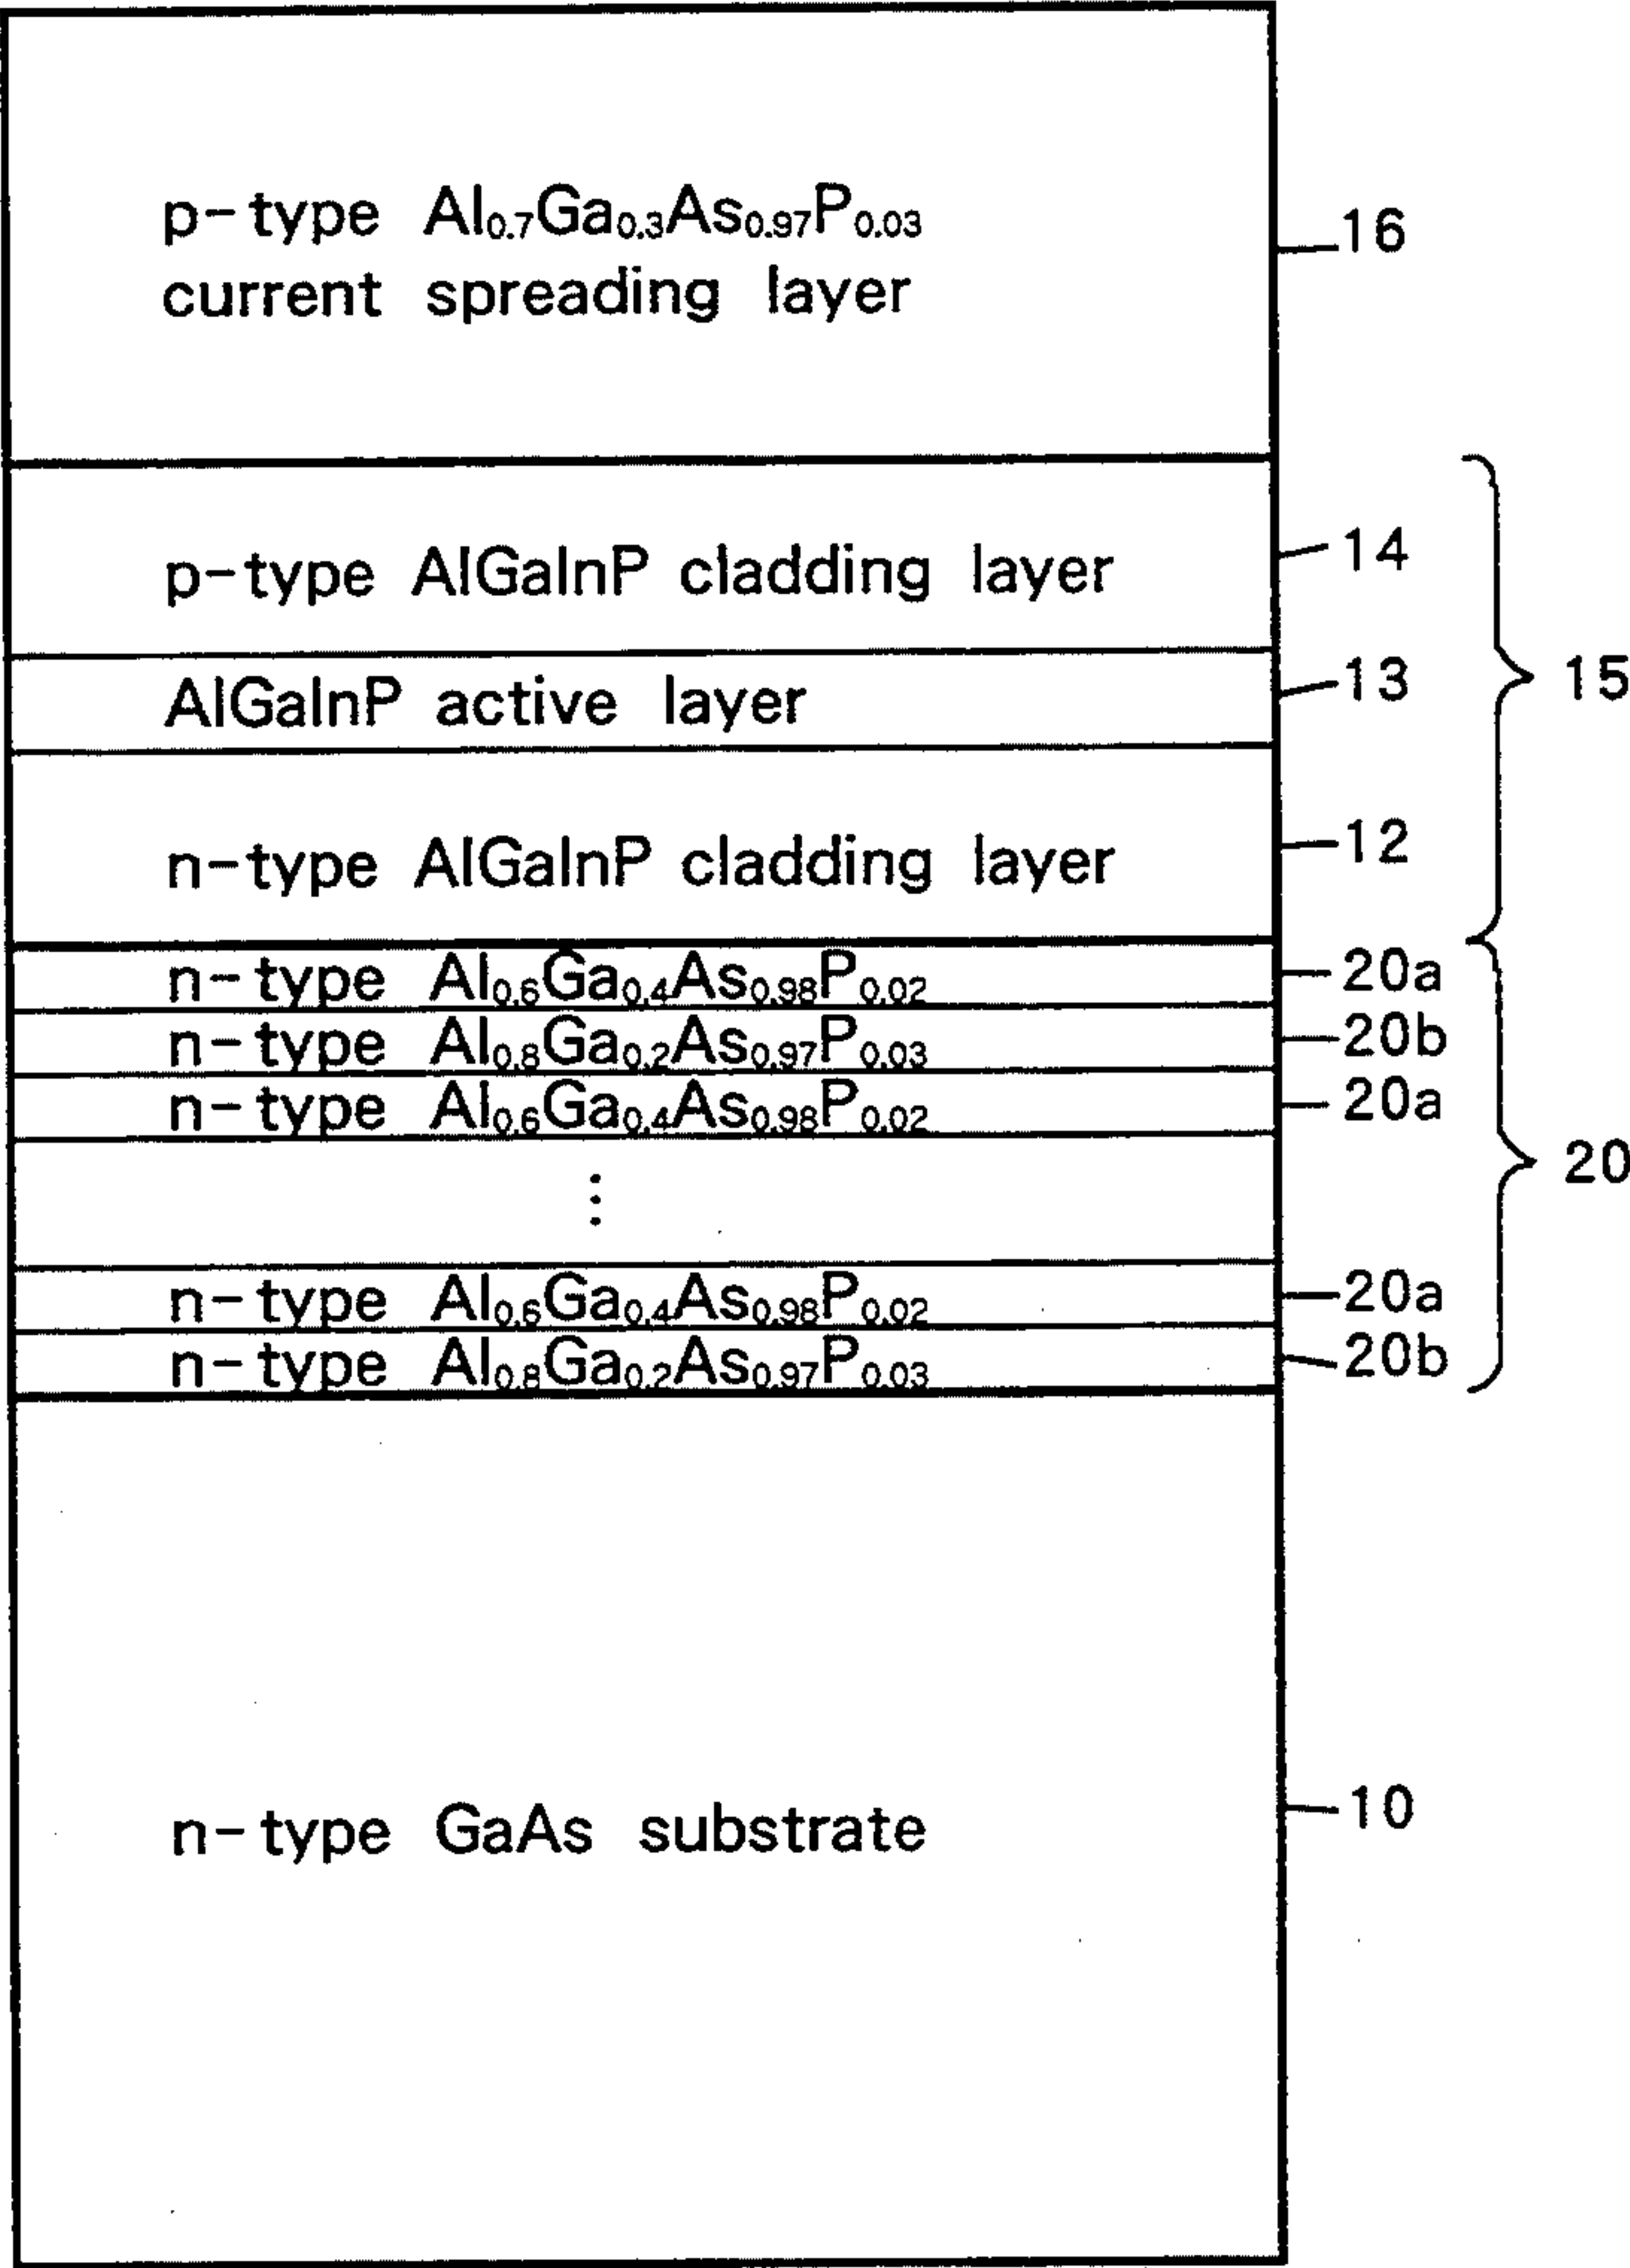 p-type Al0.7Ga0.3As0.97P0.03
current spreading layer
16
p-type AlGaInP cladding layer
14
AlGaInP active layer
13
15
n-type AlGaInP cladding layer
12
n-type Al0.6Ga0.4As0.98P0.02
20a
n-type Al0.8Ga0.2As0.97P0.03
20b
n-type Al0.6Ga0.4As0.98P0.02
20a
20
n-type Al0.6Ga0.4As0.98P0.02
20a
n-type Al0.8Ga0.2As0.97P0.03
20b
n-type GaAs substrate
10